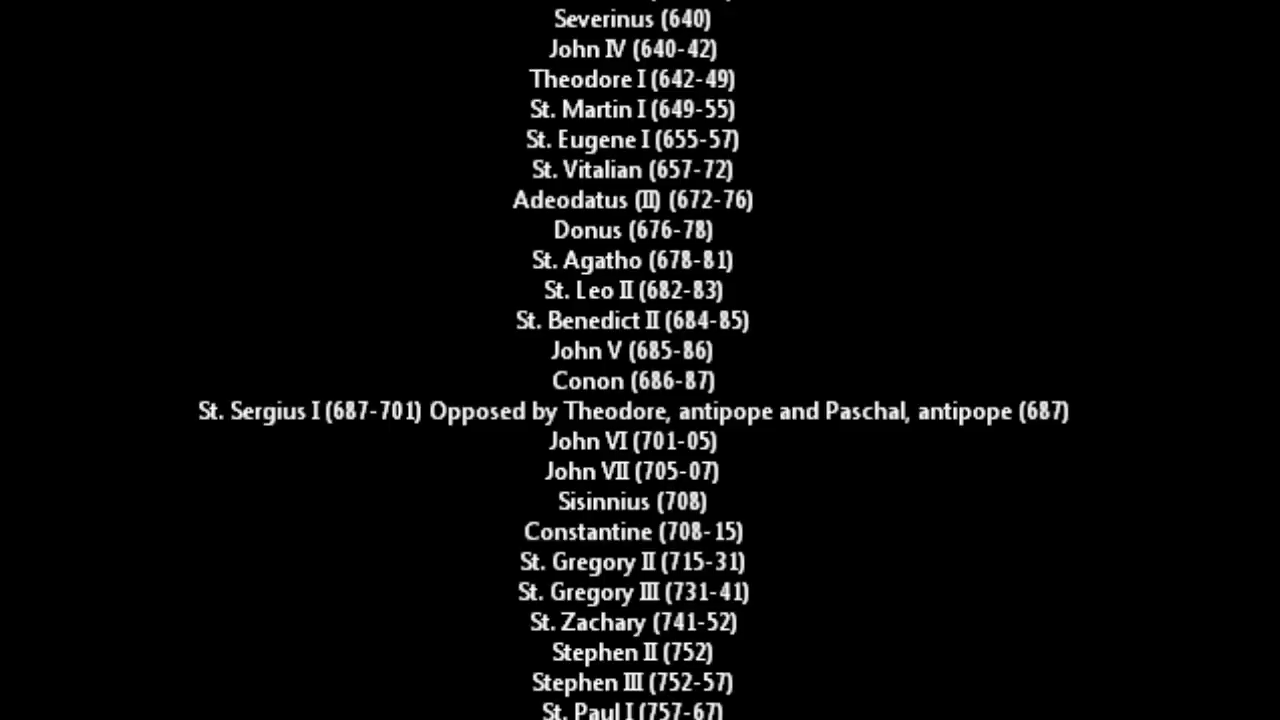 Severinus (640)
John IV (640-42)
Theodore I (642-49)
St. Martin I (649-55)
St. Eugene I (655-57)
St. Vitalian (657-72)
Adeodatus (II) (672-76)
Donus (676-78)
St. Agatho (678-81)
St. Leo II (682-83)
St. Benedict II (684-85)
John V (685-86)
Conon (686-87)
St. Sergius I (687-701) Opposed by Theodore, antipope and Paschal, antipope (687)
John VI (701-05)
John VII (705-07)
Sisinnius (708)
Constantine (708-15)
St. Gregory II (715-31)
St. Gregory III (731-41)
St. Zachary (741-52)
Stephen II (752)
Stephen III (752-57)
St. Paul I (757-67)